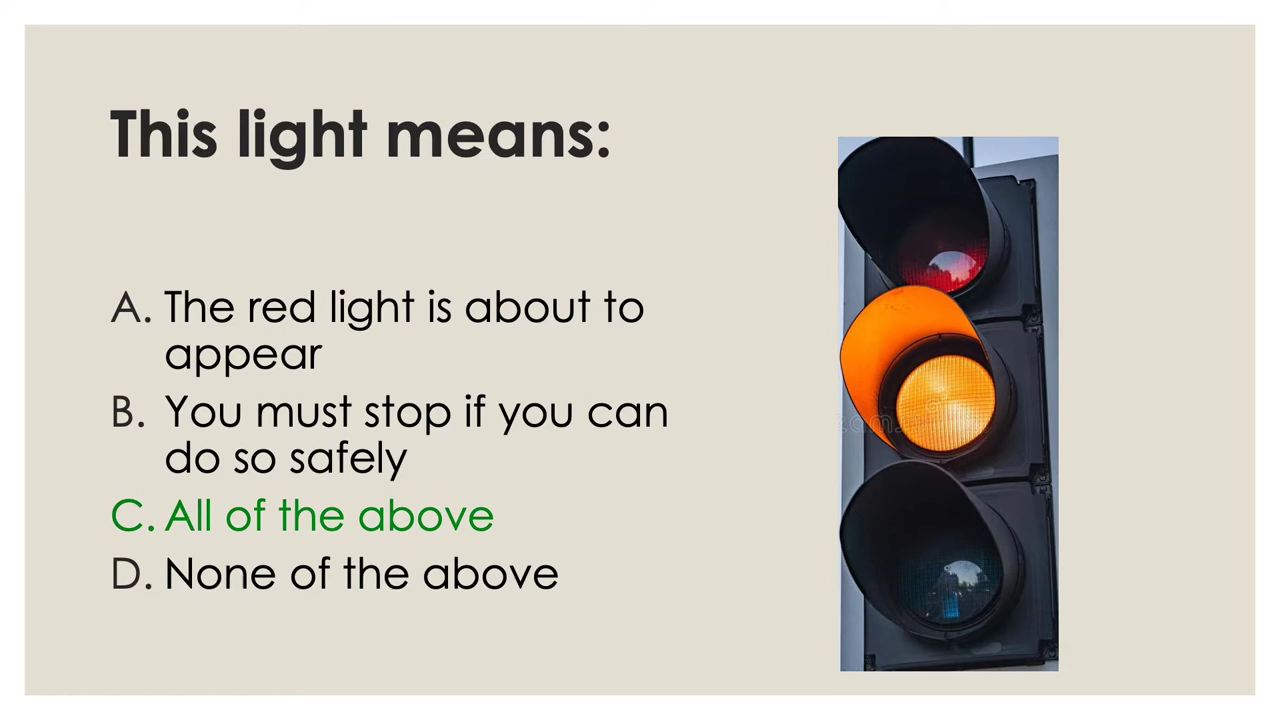 This light means:
A. The red light is about to
appear
B. You must stop if you can
do so safely
C. All of the above
D. None of the above